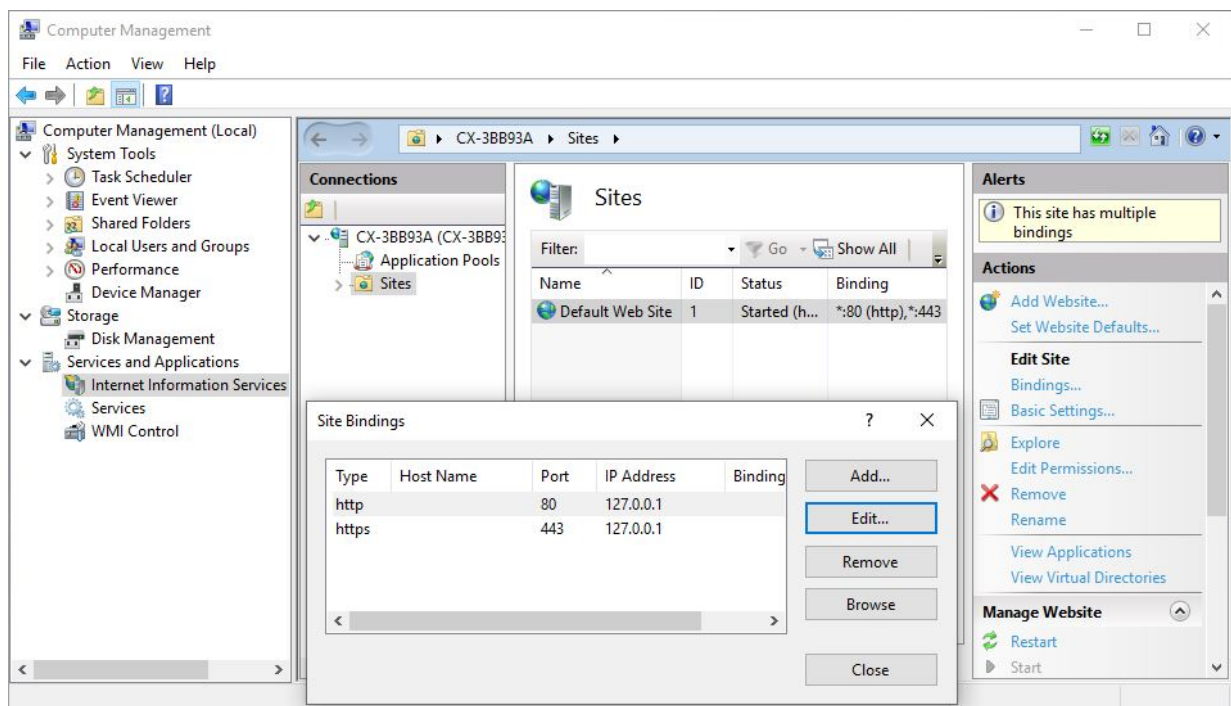 Computer Management
File Action View Help
Computer Management (Local)
System Tools
Task Scheduler
Event Viewer
Shared Folders
Local Users and Groups
Performance
Device Manager
Storage
Disk Management
Services and Applications
Internet Information Services
Services
WMI Control
CX-3BB93A Sites
Connections
CX-3BB93A (CX-3BB93
Application Pools
Sites
Sites
Filter: Go Show All
Name ID Status Binding
Default Web Site 1 Started (h... *:80 (http),*:443
Alerts
This site has multiple
bindings
Actions
Add Website...
Set Website Defaults...
Edit Site
Bindings...
Basic Settings...
Explore
Edit Permissions...
Remove
Rename
View Applications
View Virtual Directories
Manage Website
Restart
Start
Site Bindings
Type Host Name Port IP Address Binding
http 80 127.0.0.1
https 443 127.0.0.1
Add...
Edit...
Remove
Browse
Close